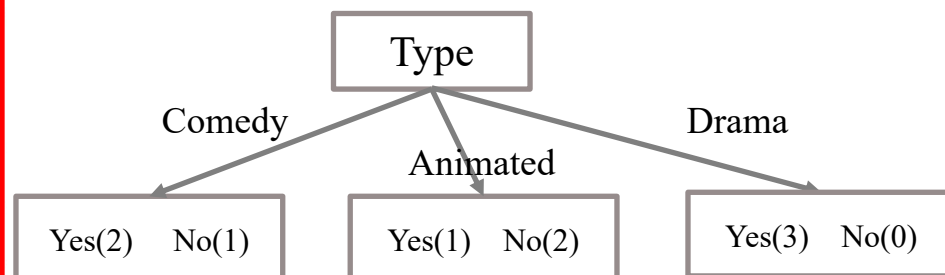 Type
Comedy
Drama
Animated
Yes(2) No(1)
Yes(1) No(2)
Yes(3) No(0)